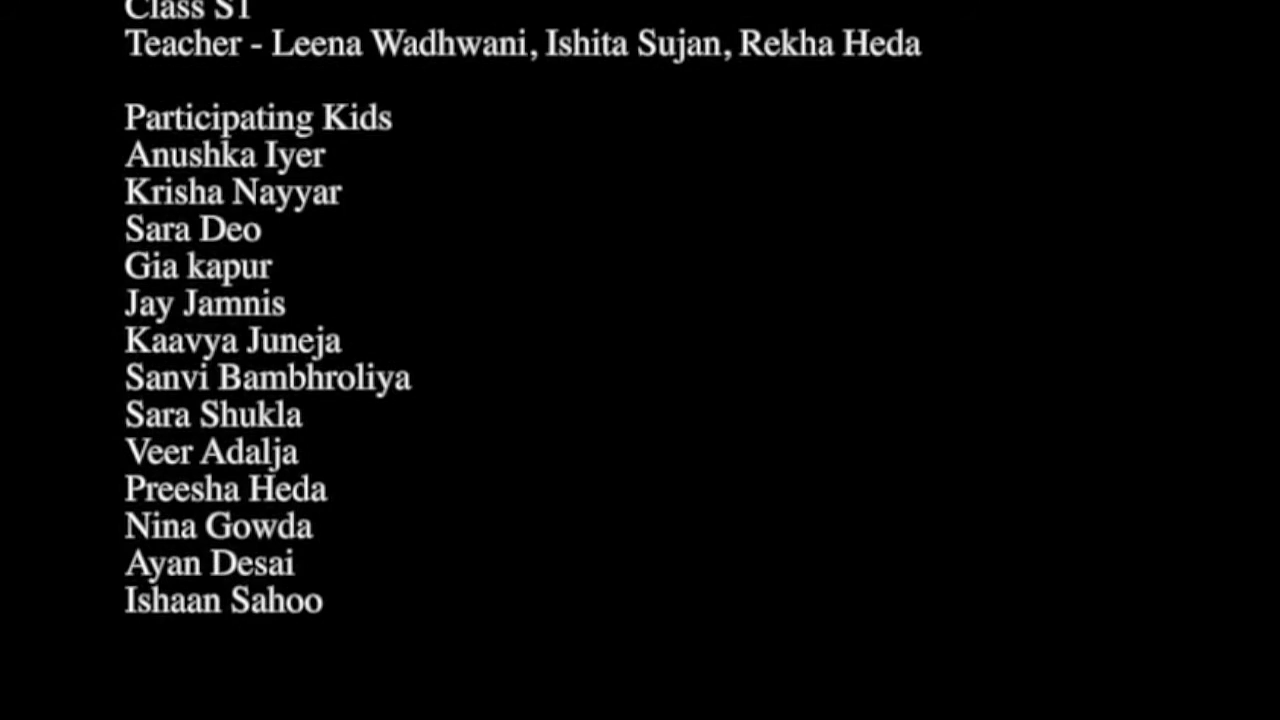 Class S1
Teacher - Leena Wadhwani, Ishita Sujan, Rekha Heda
Participating Kids
Anushka Iyer
Krisha Nayyar
Sara Deo
Gia kapur
Jay Jamnis
Kaavya Juneja
Sanvi Bambhroliya
Sara Shukla
Veer Adalja
Preesha Heda
Nina Gowda
Ayan Desai
Ishaan Sahoo